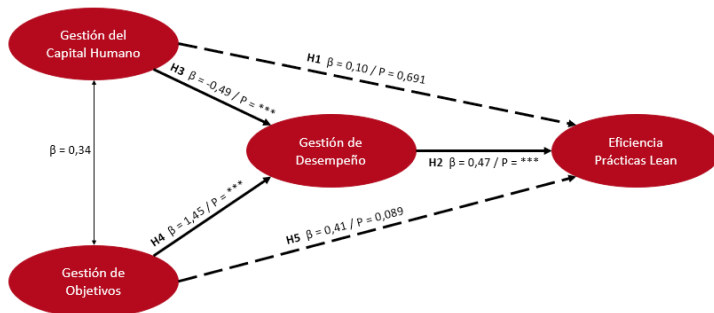 Gestión del
Capital Humano
H1 β = 0,10 / P = 0,691
H3 β = -0,49 / P = ***
β = 0,34
Gestión de
Desempeño
H2 β = 0,47 / P = ***
Eficiencia
Prácticas Lean
H4 β = 1,45 / P = ***
H5 β = 0,41 / P = 0,089
Gestión de
Objetivos